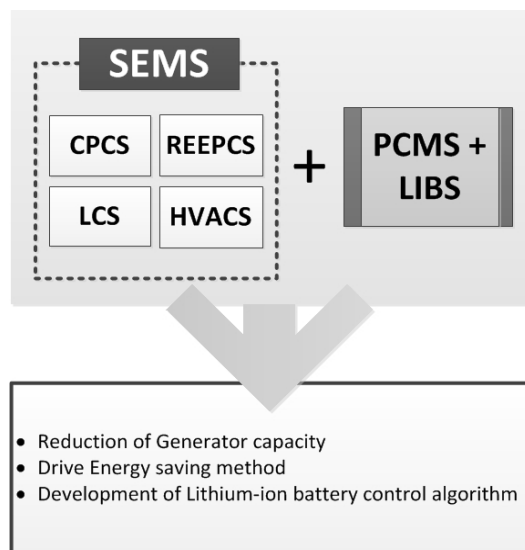 SEMS
CPCS
REEPCS
LCS
HVACS
+
PCMS +
LIBS
• Reduction of Generator capacity
• Drive Energy saving method
• Development of Lithium-ion battery control algorithm